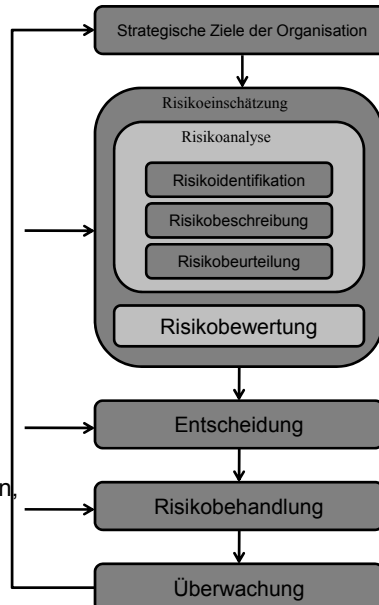 Strategische Ziele der Organisation
Risikoeinschätzung
Risikoanalyse
Risikoidentifikation
Risikobeschreibung
Risikobeurteilung
Risikobewertung
Entscheidung
n,
Risikobehandlung
Überwachung